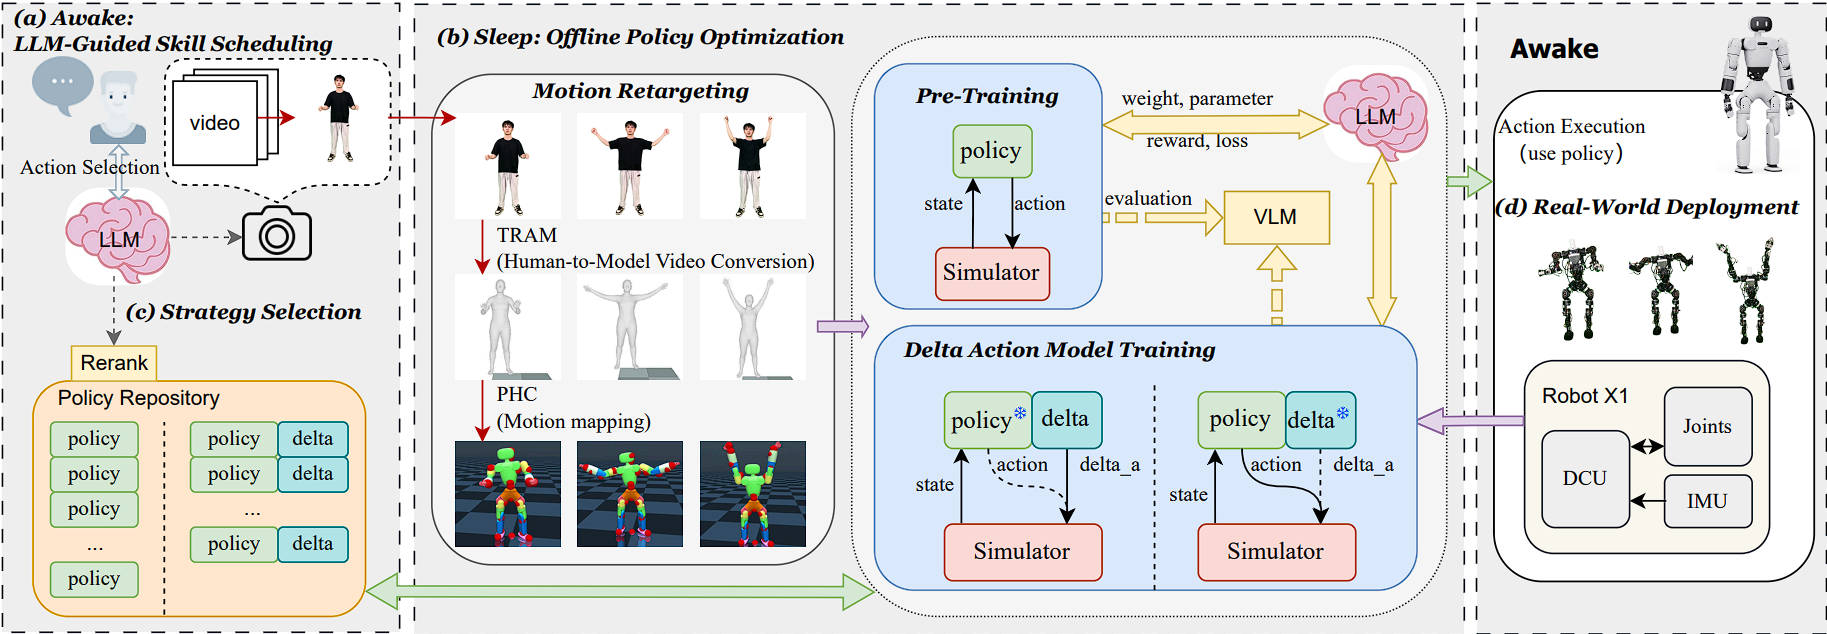 (a) Awake:
LLM-Guided Skill Scheduling
video
Action Selection
LLM
(c) Strategy Selection
Rerank
Policy Repository
policy
policy
policy
...
policy
policy delta
policy delta
...
policy delta
(b) Sleep: Offline Policy Optimization
Motion Retargeting
TRAM
(Human-to-Model Video Conversion)
PHC
(Motion mapping)
Pre-Training
policy
state
action
Simulator
weight, parameter
reward, loss
LLM
evaluation
VLM
Delta Action Model Training
policy delta
action
delta_a
state
Simulator
policy delta
action
delta_a
state
Simulator
Awake
Action Execution
(use policy)
(d) Real-World Deployment
Robot X1
Joints
DCU
IMU